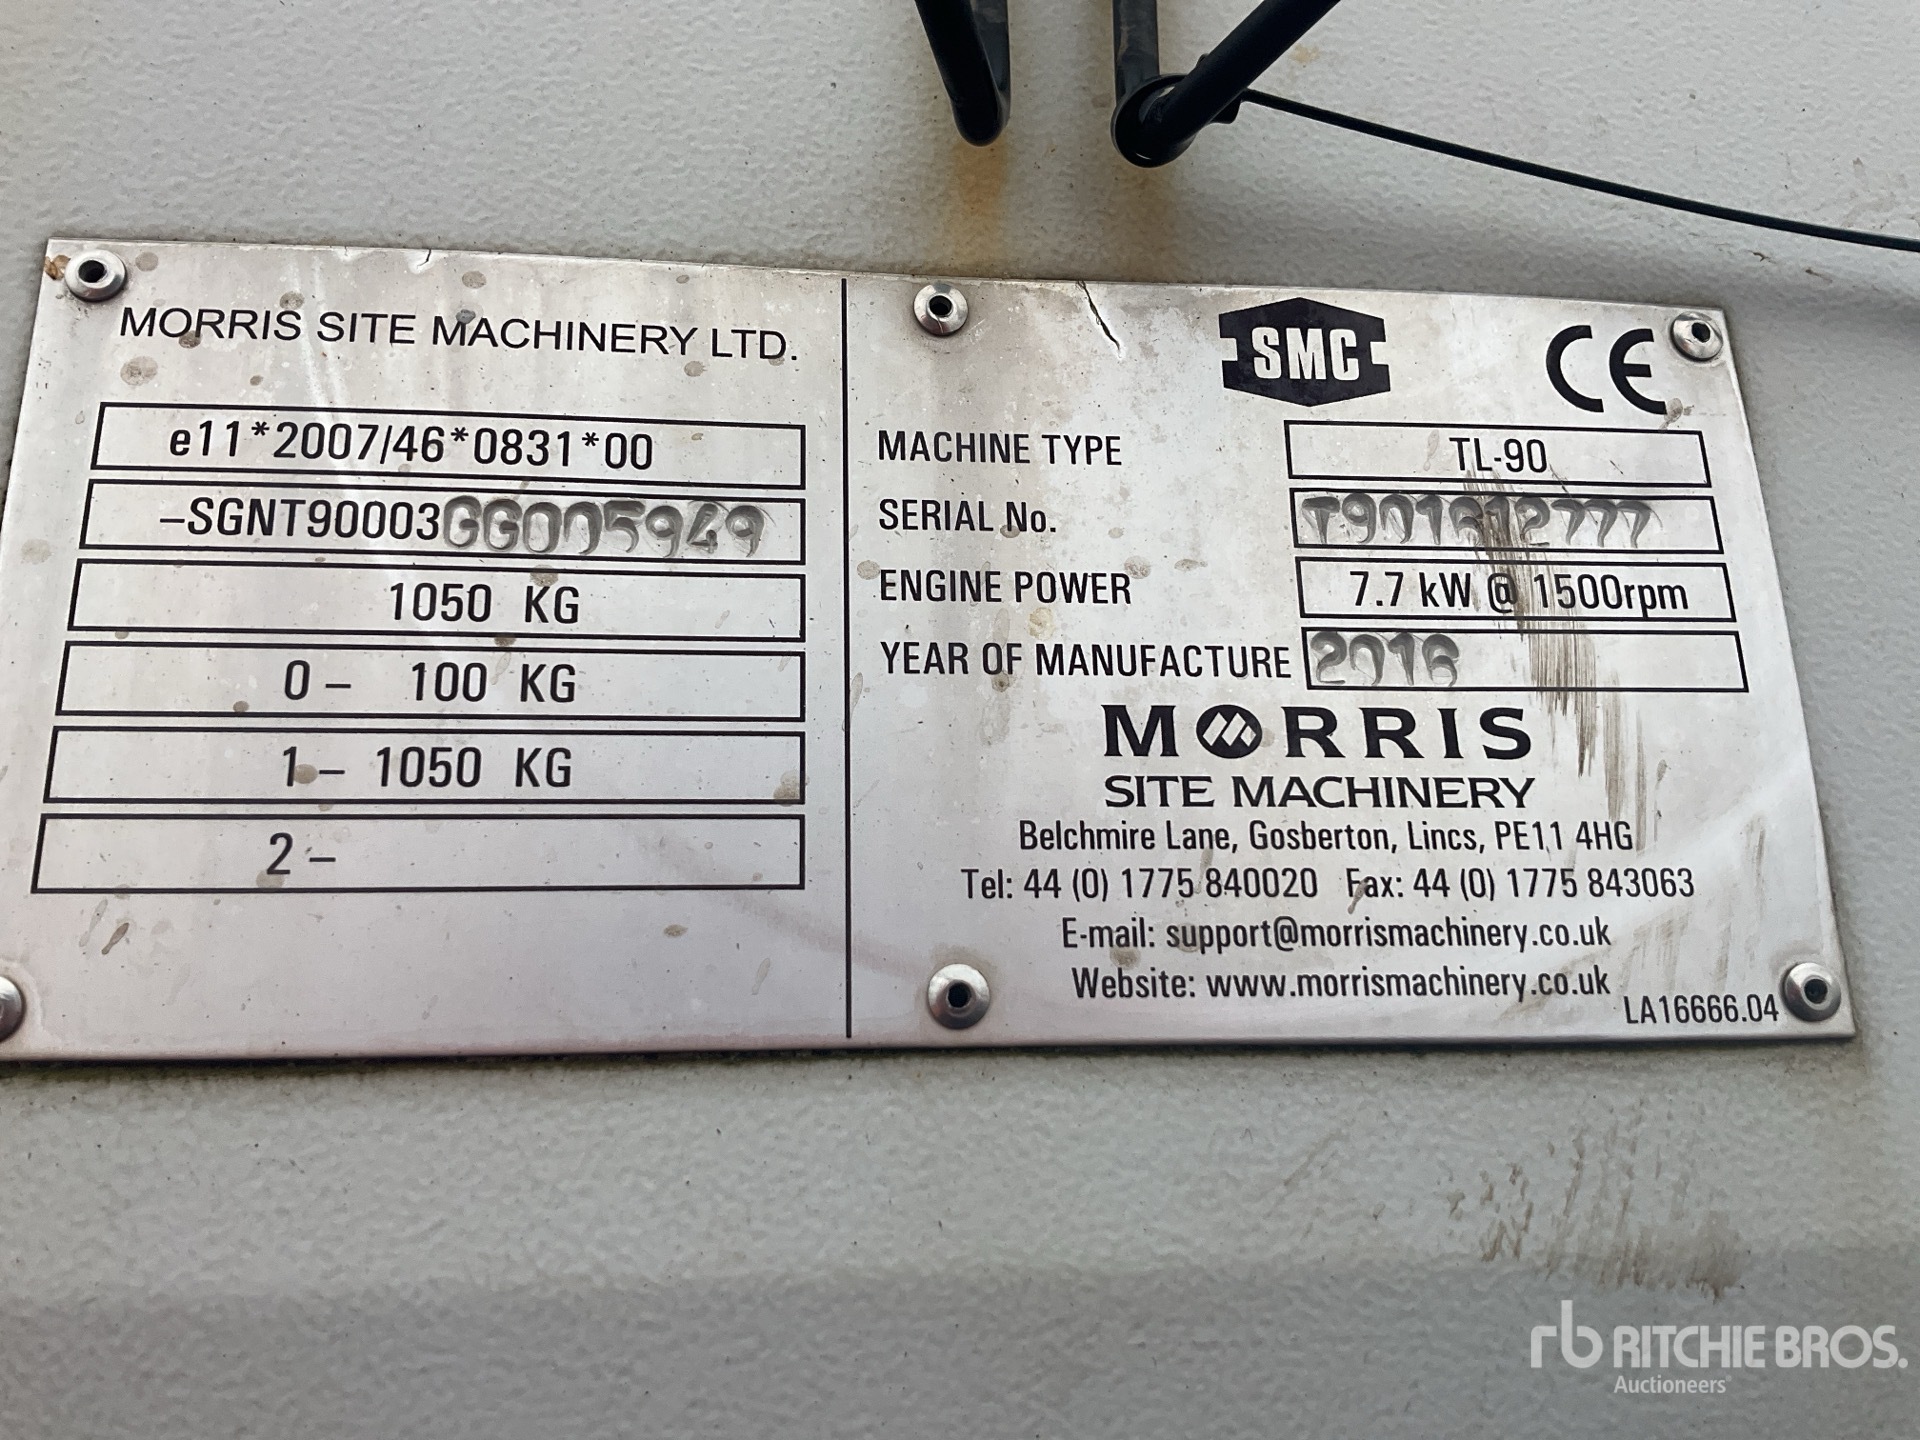 MORRIS SITE MACHINERY LTD.
e11*2007/46*0831*00
–SGNT90003GG005949
1050 KG
0 – 100 KG
1 – 1050 KG
2 –
SMC
CE
MACHINE TYPE TL-90
SERIAL No. T901612777
ENGINE POWER 7.7 kW @ 1500rpm
YEAR OF MANUFACTURE 2016
MORRIS
SITE MACHINERY
Belchmire Lane, Gosberton, Lincs, PE11 4HG
Tel: 44 (0) 1775 840020 Fax: 44 (0) 1775 843063
E-mail: support@morrismachinery.co.uk
Website: www.morrismachinery.co.uk
LA16666.04
rb RITCHIE BROS.
Auctioneers